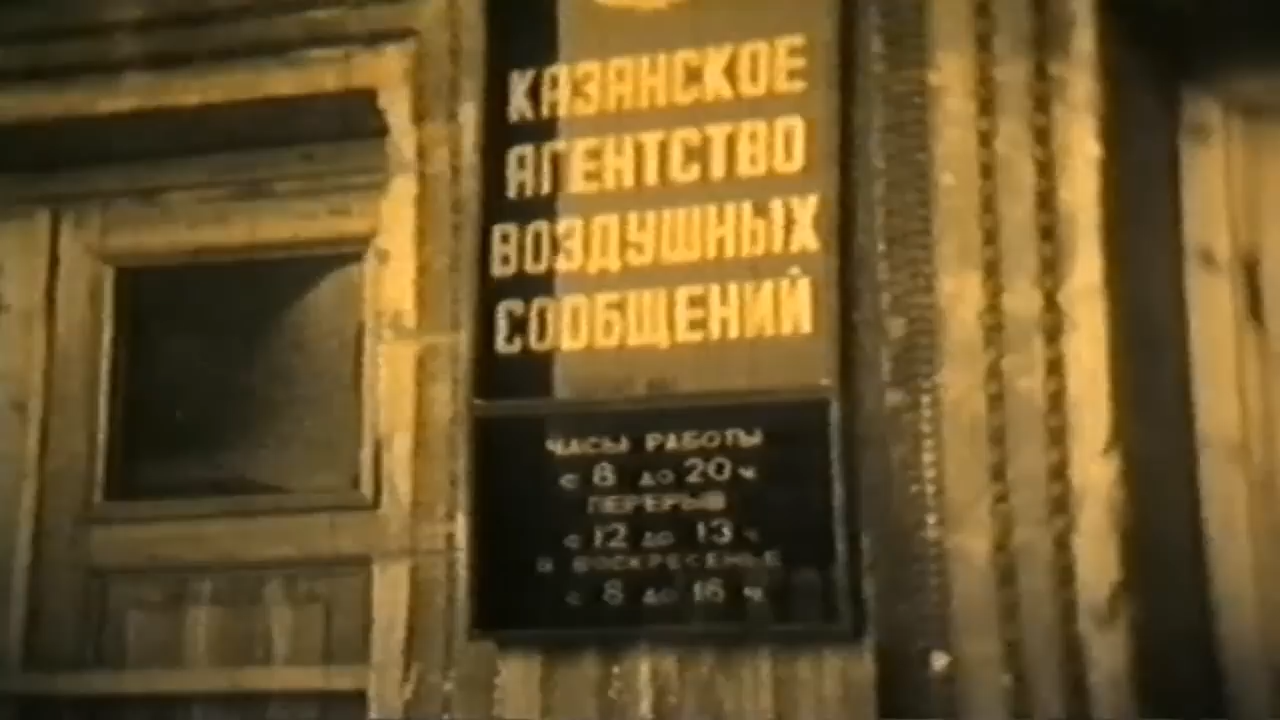 КАЗАНСКОЕ
АГЕНТСТВО
ВОЗДУШНЫХ
СООБЩЕНИЙ
ЧАСЫ РАБОТЫ
с 8 до 20 ч.
ПЕРЕРЫВ
с 12 до 13 ч.
В ВОСКРЕСЕНЬЕ
с 8 до 16 ч.